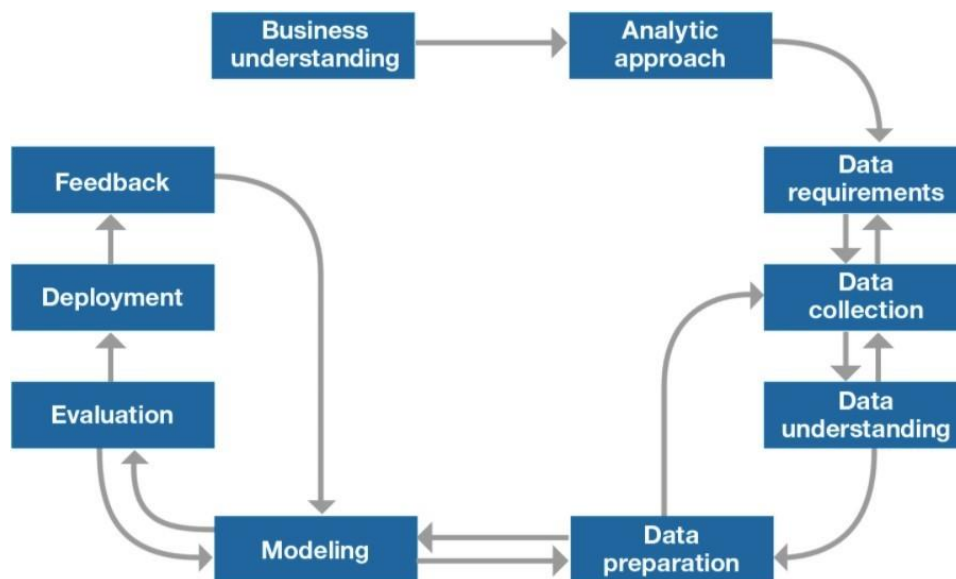 Business
understanding
Analytic
approach
Data
requirements
Data
collection
Data
understanding
Data
preparation
Modeling
Evaluation
Deployment
Feedback